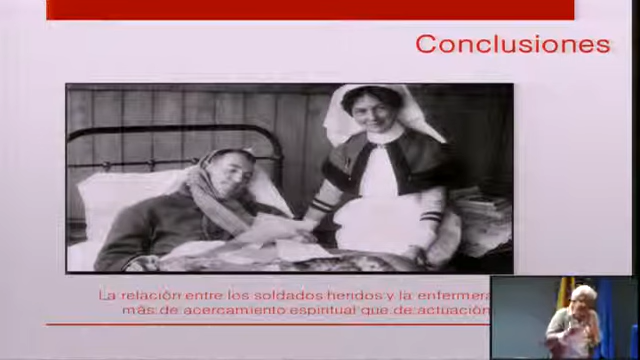 Conclusiones
La relación entre los soldados heridos y la enfermera
más de acercamiento espiritual que de actuación